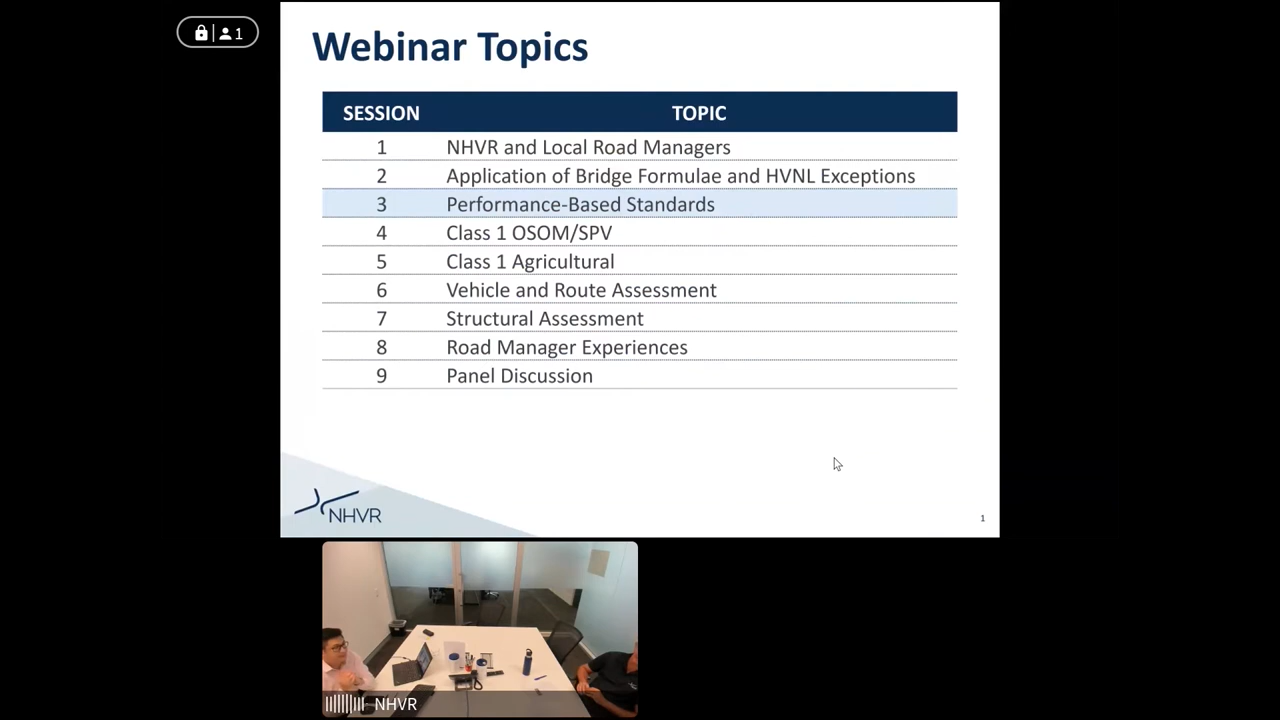 1
Webinar Topics
SESSION TOPIC
1 NHVR and Local Road Managers
2 Application of Bridge Formulae and HVNL Exceptions
3 Performance-Based Standards
4 Class 1 OSOM/SPV
5 Class 1 Agricultural
6 Vehicle and Route Assessment
7 Structural Assessment
8 Road Manager Experiences
9 Panel Discussion
NHVR
1
NHVR